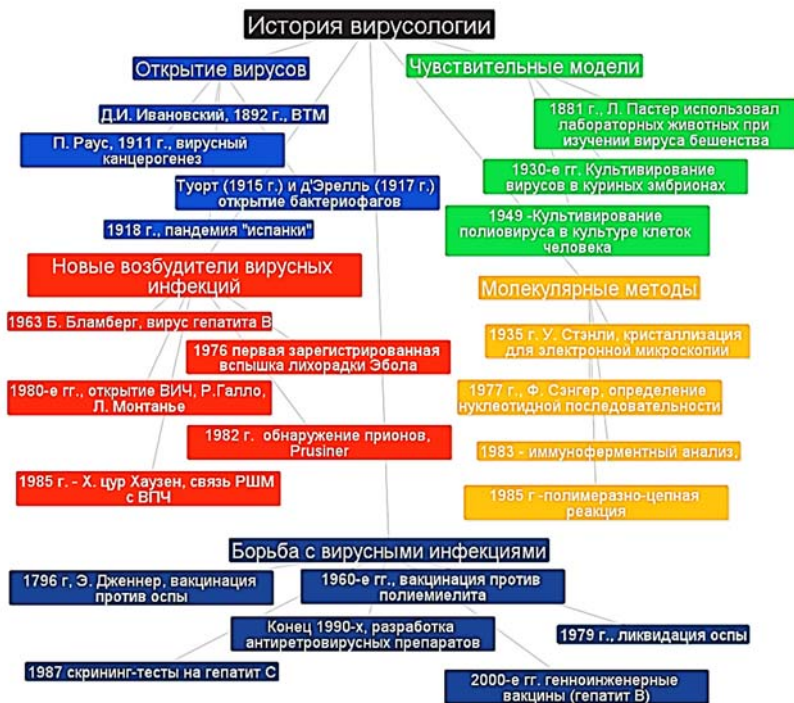 История вирусологии
Открытие вирусов
Д.И. Ивановский, 1892 г., ВТМ
П. Раус, 1911 г., вирусный
канцерогенез
Туорт (1915 г.) и д'Эрелль (1917 г.)
открытие бактериофагов
1918 г., пандемия "испанки"
Чувствительные модели
1881 г., Л. Пастер использовал
лабораторных животных при
изучении вируса бешенства
1930-е гг. Культивирование
вирусов в куриных эмбрионах
1949 -Культивирование
полиовируса в культуре клеток
человека
Новые возбудители вирусных
инфекций
1963 Б. Бламберг, вирус гепатита В
1976 первая зарегистрированная
вспышка лихорадки Эбола
1980-е гг., открытие ВИЧ, Р.Галло,
Л. Монтанье
1982 г. обнаружение прионов,
Prusiner
1985 г. - Х. цур Хаузен, связь РШМ
с ВПЧ
Молекулярные методы
1935 г. У. Стэнли, кристаллизация
для электронной микроскопии
1977 г., Ф. Сэнгер, определение
нуклеотидной последовательности
1983 - иммуноферментный анализ,
1985 г -полимеразно-цепная
реакция
Борьба с вирусными инфекциями
1796 г, Э. Дженнер, вакцинация
против оспы
1960-е гг., вакцинация против
полиемиелита
Конец 1990-х, разработка
антиретровирусных препаратов
1979 г., ликвидация оспы
1987 скрининг-тесты на гепатит С
2000-е гг. генноинженерные
вакцины (гепатит В)